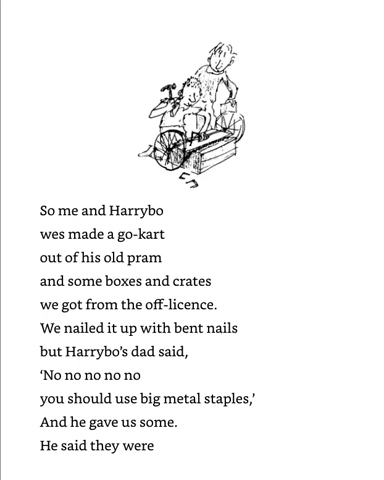 So me and Harrybo
wes made a go-kart
out of his old pram
and some boxes and crates
we got from the off-licence.
We nailed it up with bent nails
but Harrybo’s dad said,
‘No no no no no
you should use big metal staples,’
And he gave us some.
He said they were